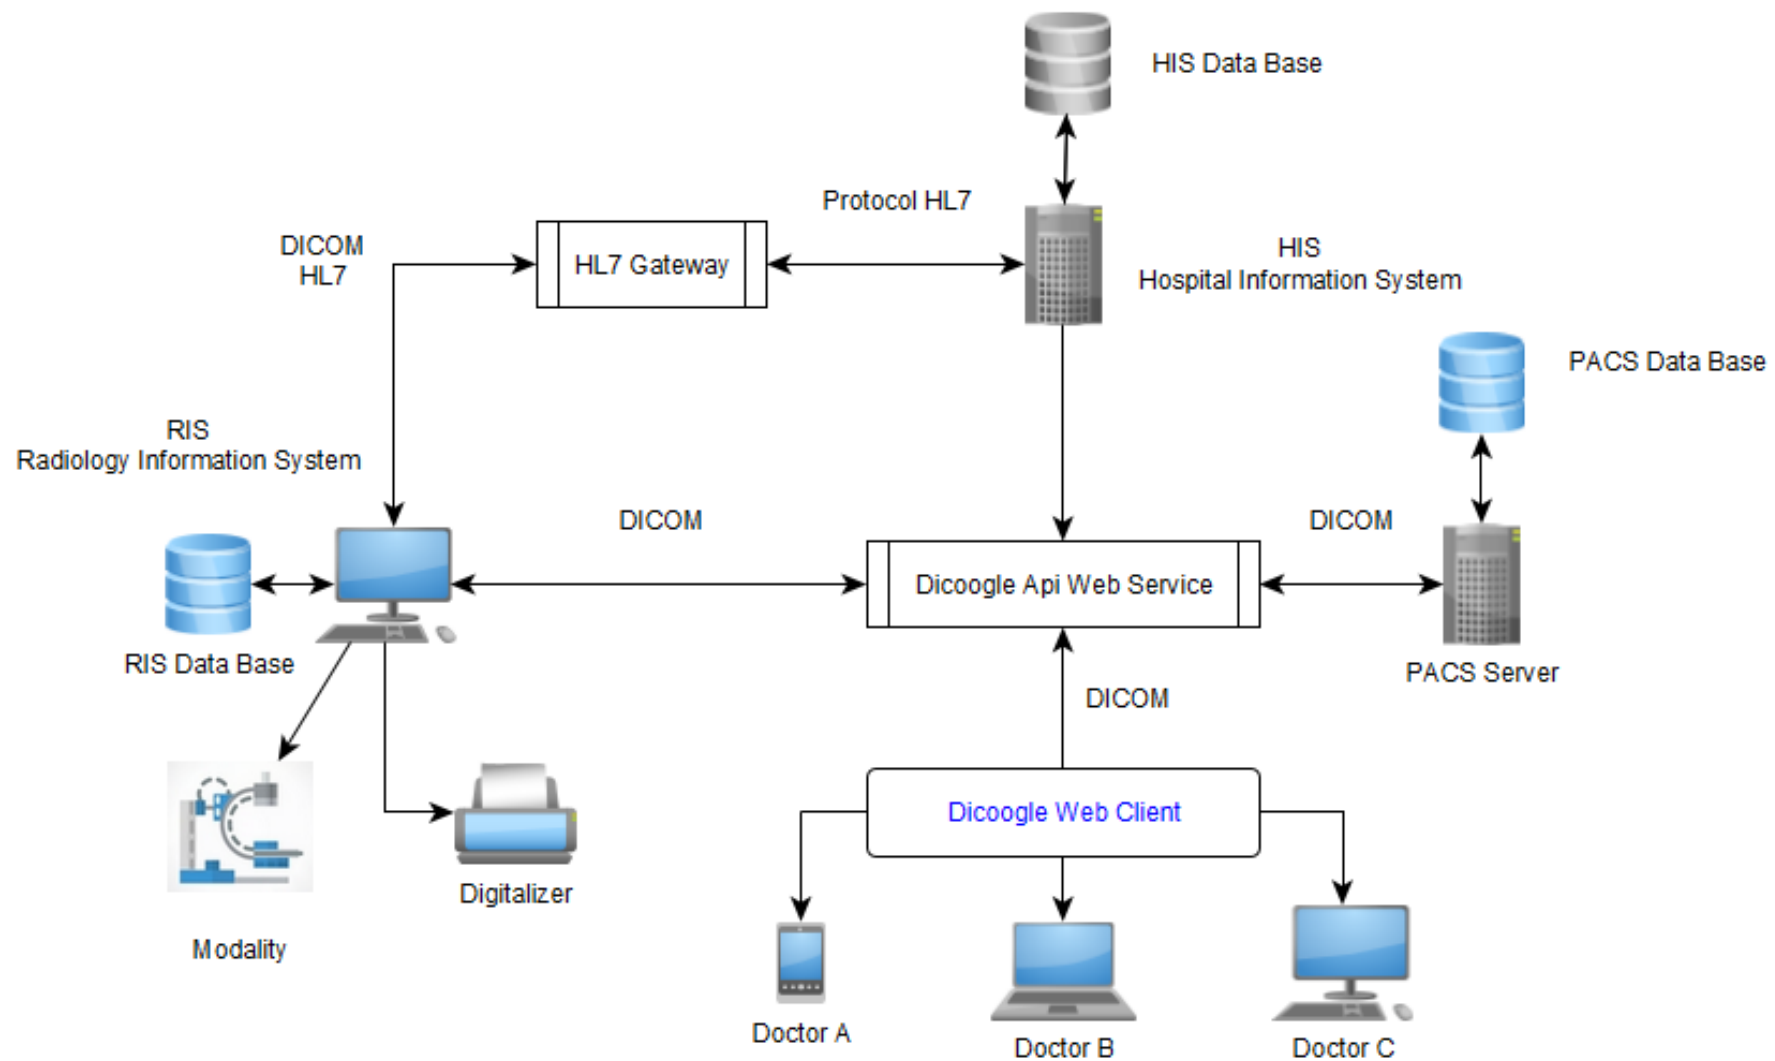 HIS Data Base
Protocol HL7
DICOM
HL7
HL7 Gateway
HIS
Hospital Information System
PACS Data Base
RIS
Radiology Information System
DICOM
DICOM
Dicoogle Api Web Service
RIS Data Base
PACS Server
DICOM
Dicoogle Web Client
Digitalizer
Modality
Doctor A
Doctor B
Doctor C